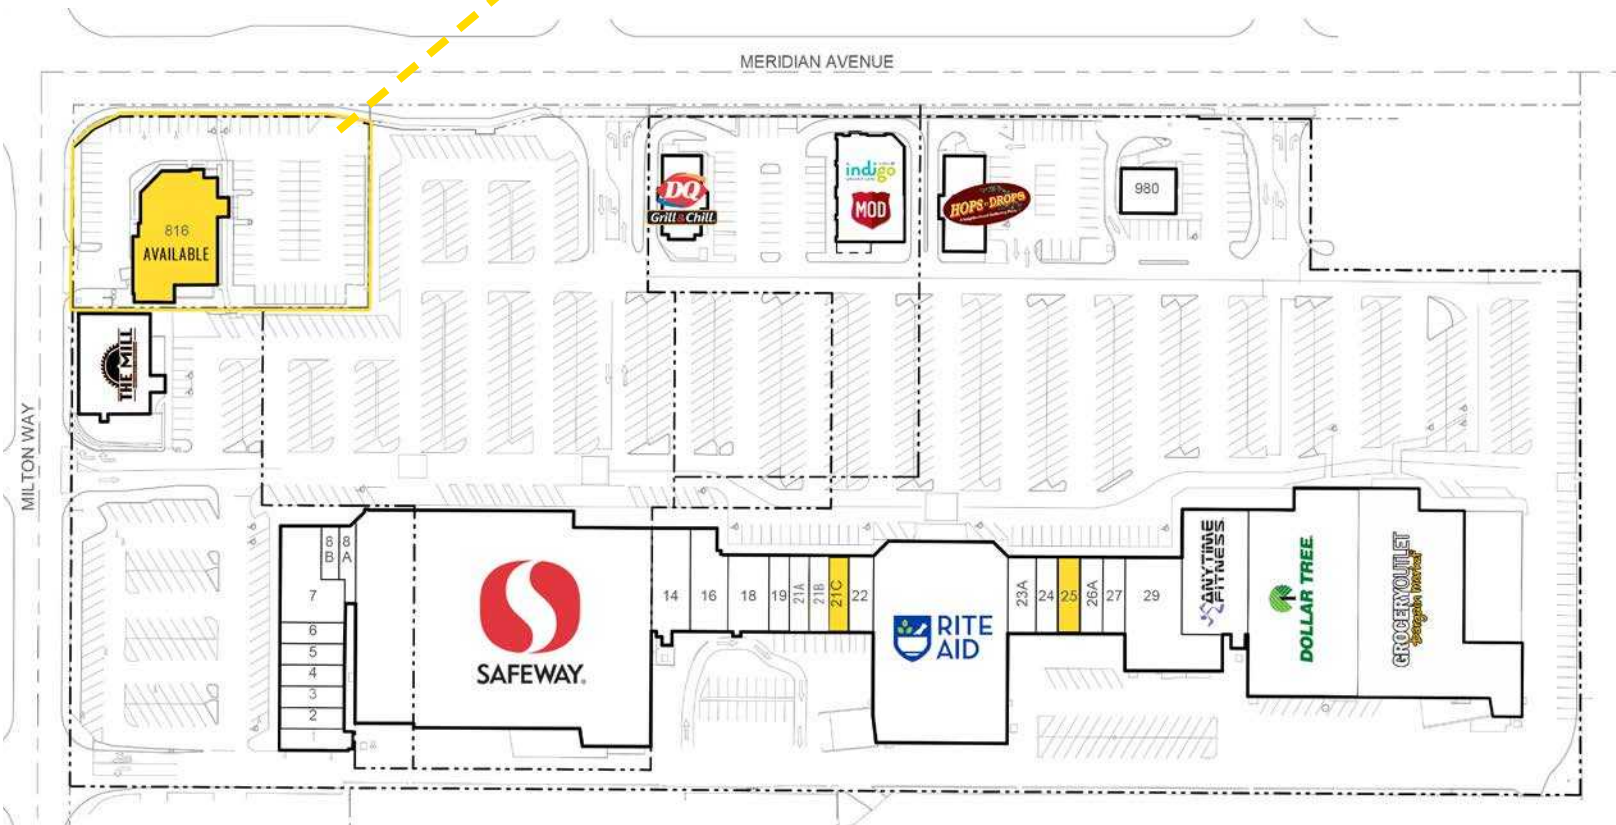 MERIDIAN AVENUE
MILTON WAY
816
AVAILABLE
THE MILL
DQ
Grill & Chill
indigo
MOD
HOPS n DROPS
980
8
B
8
A
7
6
5
4
3
2
1
SAFEWAY
14
16
18
19
21A
21B
21C
22
RITE
AID
23A
24
25
26A
27
29
ANYTIME
FITNESS
DOLLAR TREE
GROCERY OUTLET
bargain market